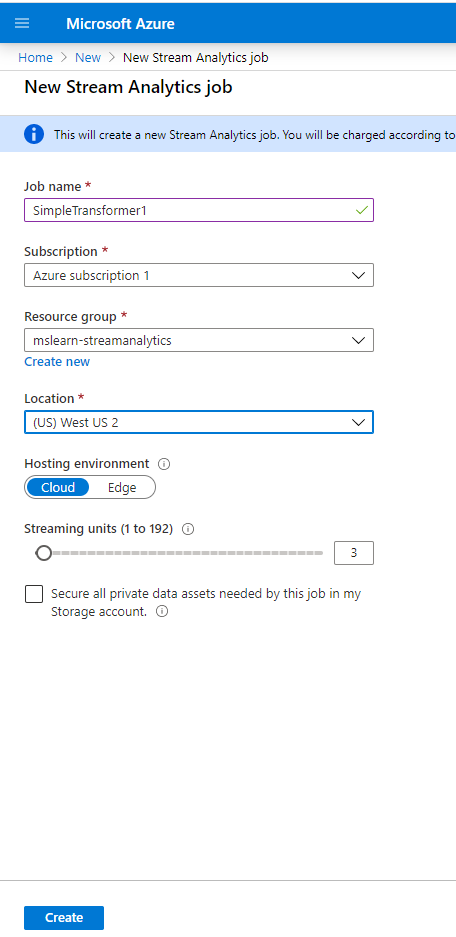 Microsoft Azure
Home > New > New Stream Analytics job
New Stream Analytics job
This will create a new Stream Analytics job. You will be charged according to
Job name *
SimpleTransformer1
Subscription *
Azure subscription 1
Resource group *
mslearn-streamanalytics
Create new
Location *
(US) West US 2
Hosting environment
Cloud Edge
Streaming units (1 to 192)
3
Secure all private data assets needed by this job in my
Storage account.
Create